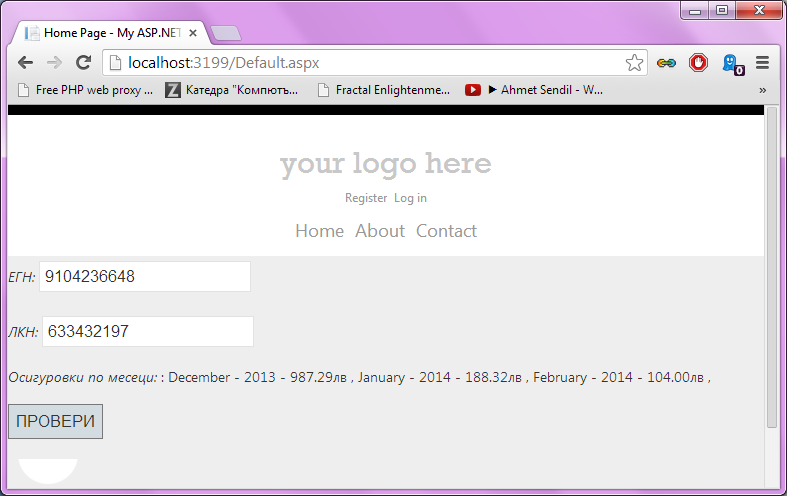 Home Page - My ASP.NET
localhost:3199/Default.aspx
0
Free PHP web proxy ... Катедра "Компютъ... Fractal Enlightenme... ► Ahmet Sendil - W... »
your logo here
Register Log in
Home About Contact
ЕГН: 9104236648
ЛКН: 633432197
Осигуровки по месеци: : December - 2013 - 987.29лв , January - 2014 - 188.32лв , February - 2014 - 104.00лв ,
ПРОВЕРИ